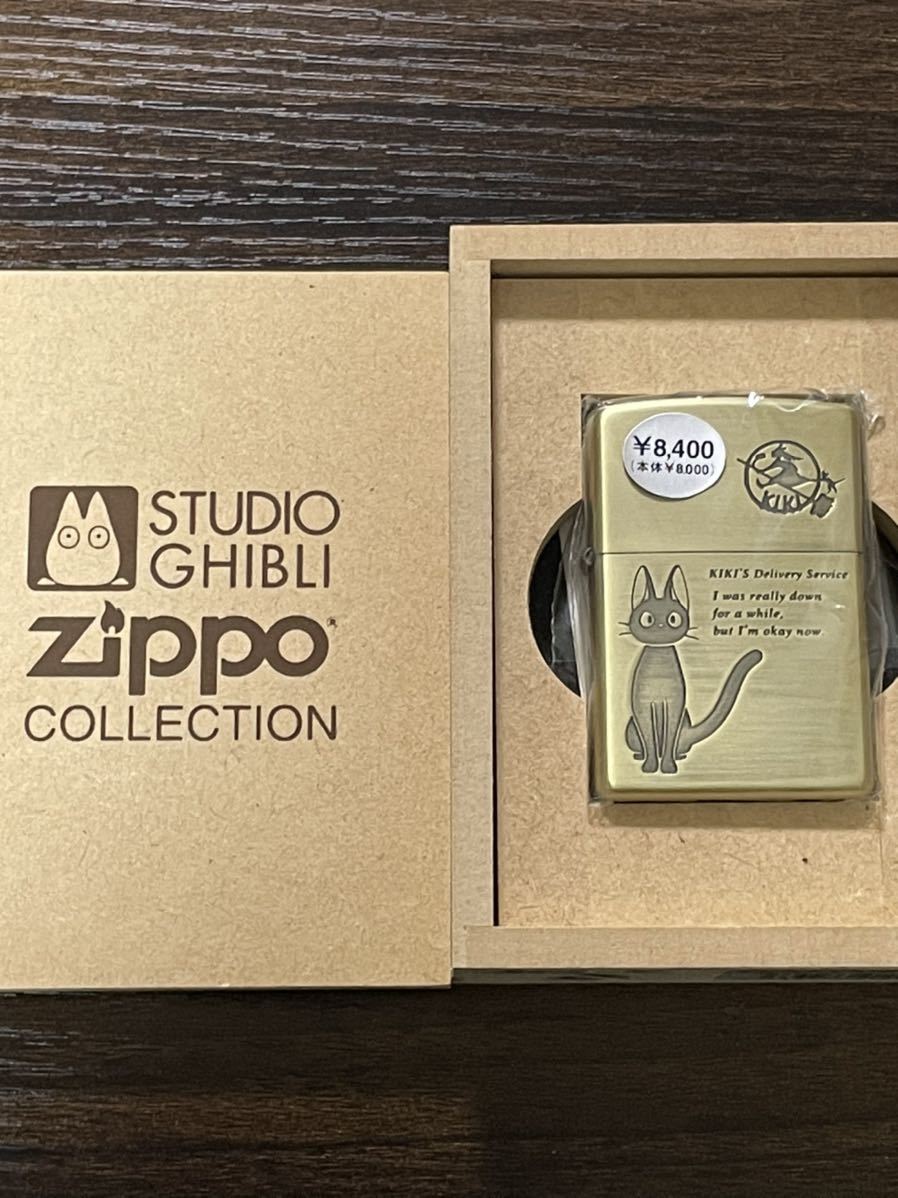 STUDIO
GHIBLI
zippo®
COLLECTION
¥8,400
(本体¥8,000)
KIKI
KIKI'S Delivery Service
I was really down
for a while,
but I'm okay now.